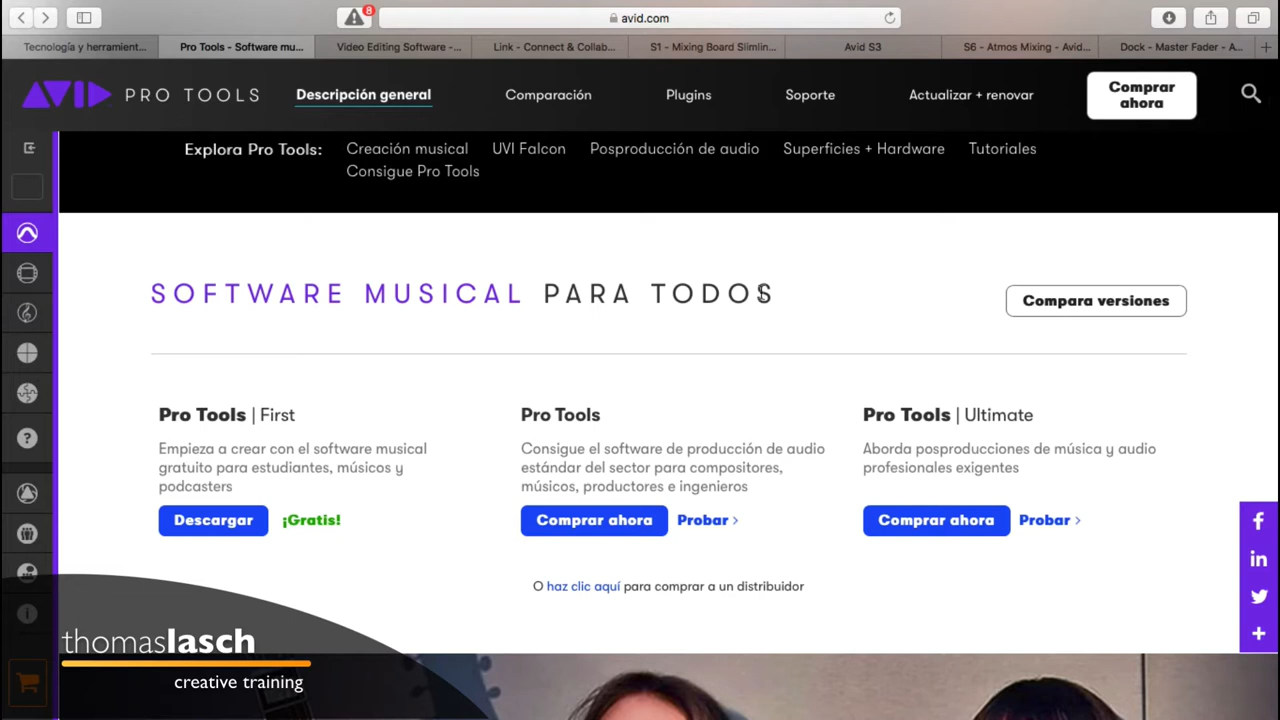 8
avid.com
Tecnología y herramient...
Pro Tools - Software mu...
Video Editing Software -...
Link - Connect & Collab...
S1 - Mixing Board Slimlin...
Avid S3
S6 - Atmos Mixing - Avid...
Dock - Master Fader - A...
AVID PRO TOOLS
Descripción general
Comparación
Plugins
Soporte
Actualizar + renovar
Comprar
ahora
Explora Pro Tools:
Creación musical
UVI Falcon
Posproducción de audio
Superficies + Hardware
Tutoriales
Consigue Pro Tools
SOFTWARE MUSICAL PARA TODOS
Compara versiones
Pro Tools | First
Empieza a crear con el software musical
gratuito para estudiantes, músicos y
podcasters
Descargar
¡Gratis!
Pro Tools
Consigue el software de producción de audio
estándar del sector para compositores,
músicos, productores e ingenieros
Comprar ahora
Probar >
Pro Tools | Ultimate
Aborda posproducciones de música y audio
profesionales exigentes
Comprar ahora
Probar >
O haz clic aquí para comprar a un distribuidor
thomaslasch
creative training